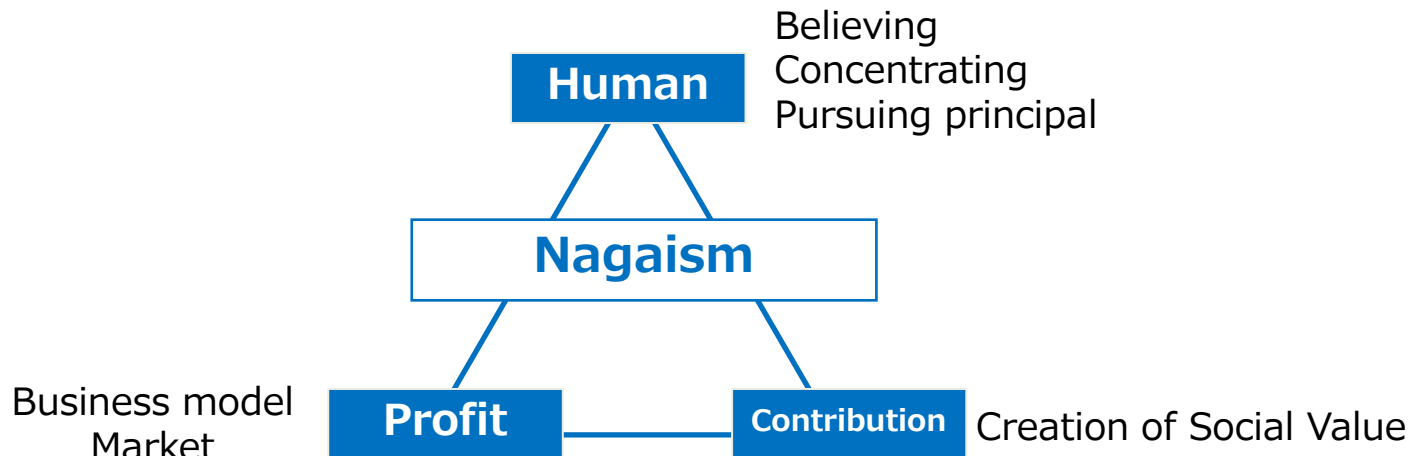 Believing
Human
Concentrating
Pursuing principal
Nagaism
Business model
Market
Profit
Contribution
Creation of Social Value